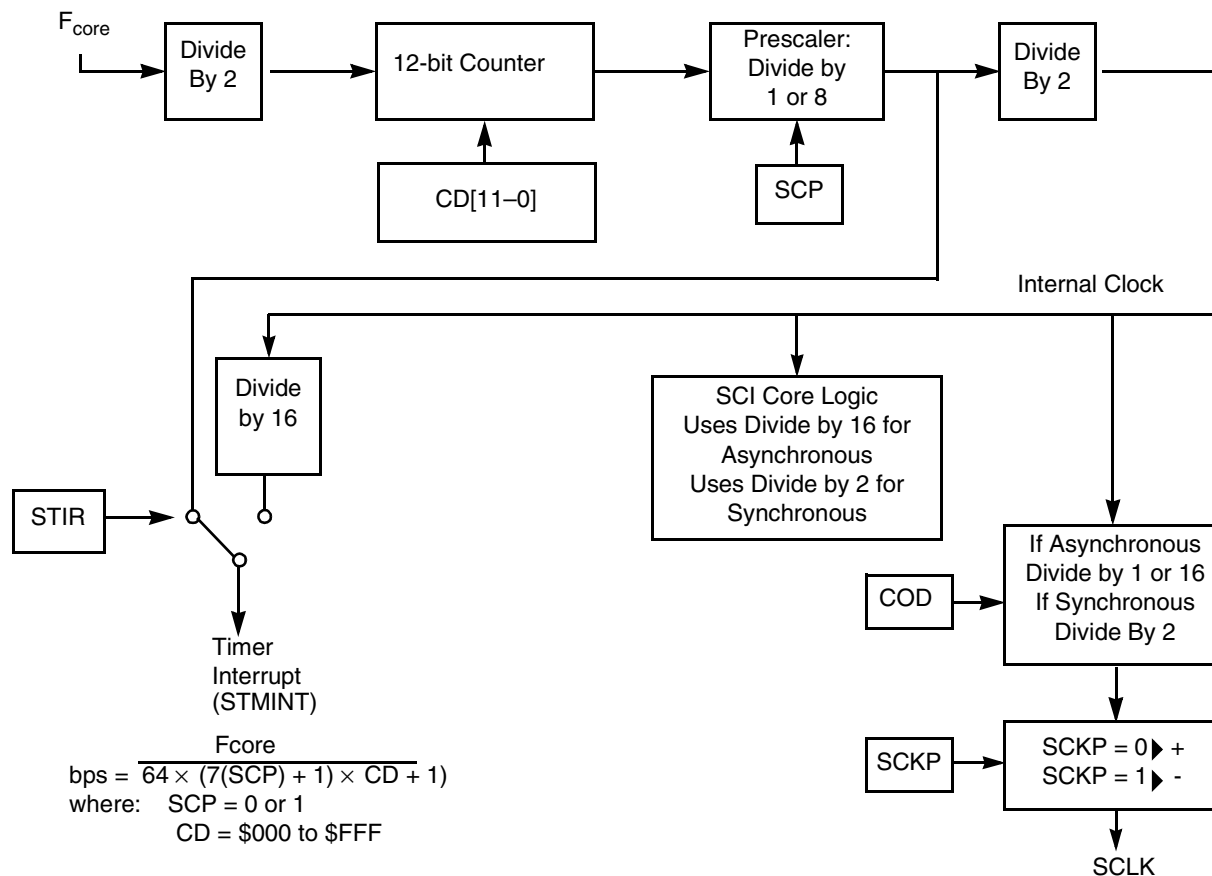 Fcore
Divide
By 2
12-bit Counter
Prescaler:
Divide by
1 or 8
Divide
By 2
CD[11–0]
SCP
Internal Clock
Divide
by 16
SCI Core Logic
Uses Divide by 16 for
Asynchronous
Uses Divide by 2 for
Synchronous
STIR
If Asynchronous
Divide by 1 or 16
If Synchronous
Divide By 2
COD
Timer
Interrupt
(STMINT)
SCKP
SCKP = 0 +
SCKP = 1 -
SCLK
Fcore
bps = 64 × (7(SCP) + 1) × CD + 1)
where: SCP = 0 or 1
CD = $000 to $FFF